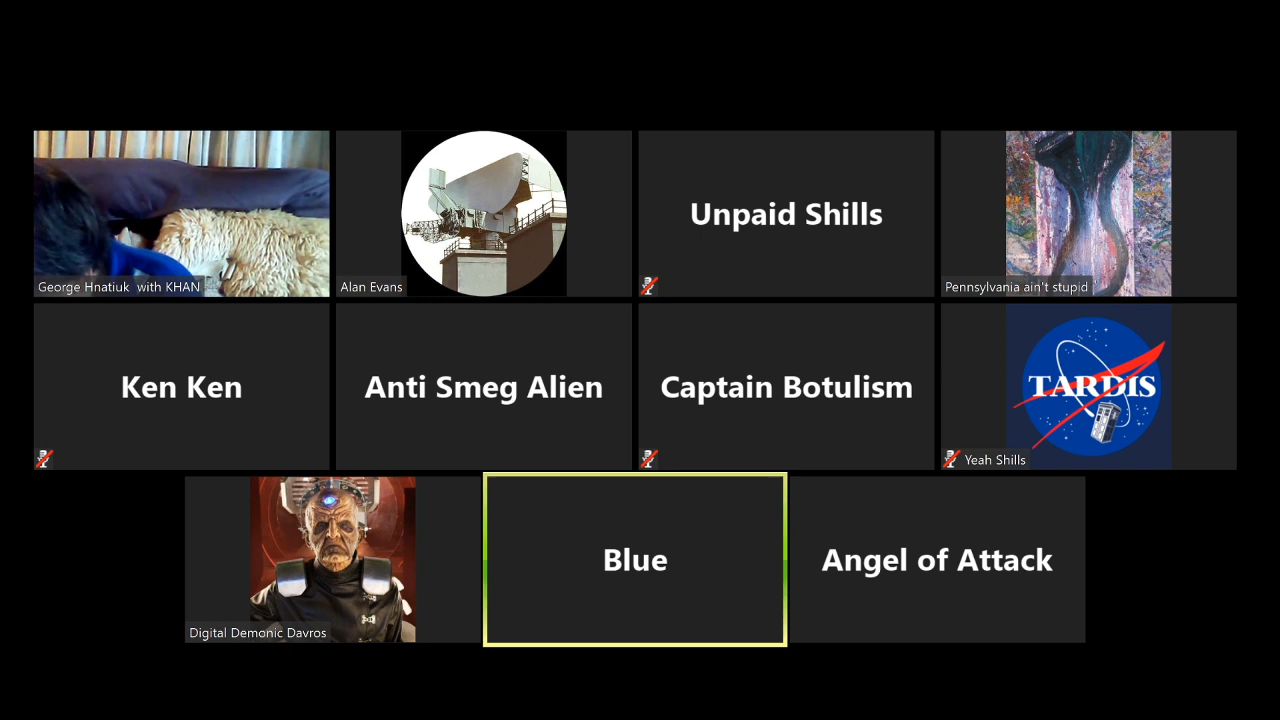 George Hnatiuk  with KHAN
Alan Evans
Unpaid Shills
Pennsylvania ain't stupid
Ken Ken
Anti Smeg Alien
Captain Botulism
TARDIS
Yeah Shills
Digital Demonic Davros
Blue
Angel of Attack